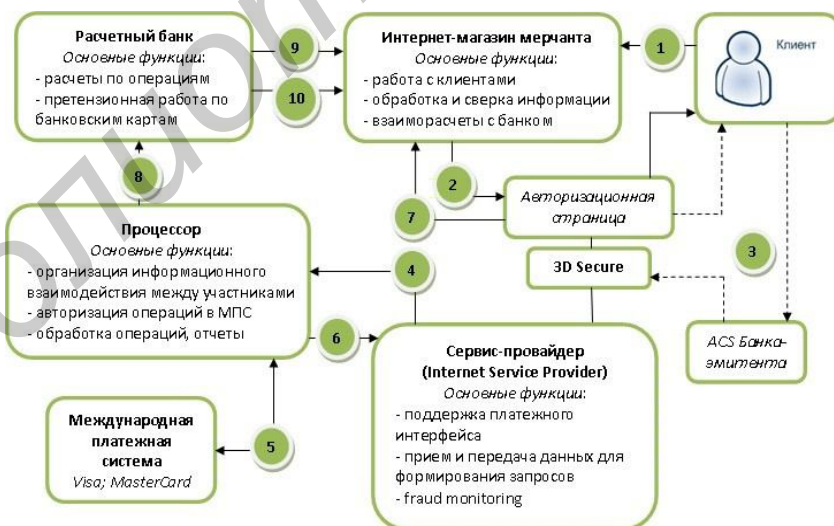 Расчетный банк
Основные функции:
- расчеты по операциям
- претензионная работа по
банковским картам
9
10
Интернет-магазин мерчанта
Основные функции:
- работа с клиентами
- обработка и сверка информации
- взаиморасчеты с банком
1
Клиент
8
7
2
Авторизационная
страница
3
Процессор
Основные функции:
- организация информационного
взаимодействия между участниками
- авторизация операций в МПС
- обработка операций, отчеты
4
3D Secure
6
ACS Банка-
эмитента
Сервис-провайдер
(Internet Service Provider)
Основные функции:
- поддержка платежного
интерфейса
- прием и передача данных для
формирования запросов
- fraud monitoring
5
Международная
платежная
система
Visa; MasterCard